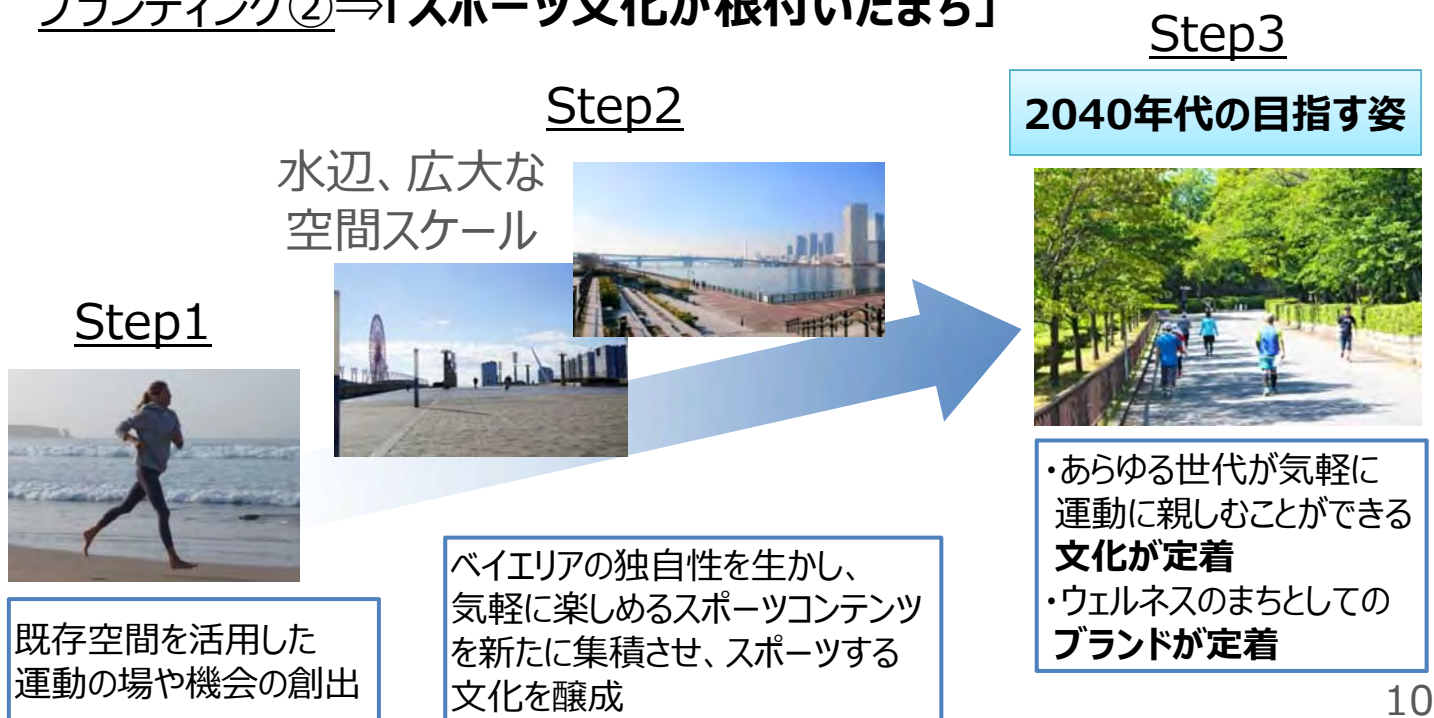 ブランディング②⇒「スポーツ文化が根付いたまち」
Step3
2040年代の目指す姿
Step2
水辺、広大な
空間スケール
Step1
既存空間を活用した
運動の場や機会の創出
ベイエリアの独自性を生かし、
気軽に楽しめるスポーツコンテンツ
を新たに集積させ、スポーツする
文化を醸成
・あらゆる世代が気軽に
運動に親しむことができる
文化が定着
・ウェルネスのまちとしての
ブランドが定着
10